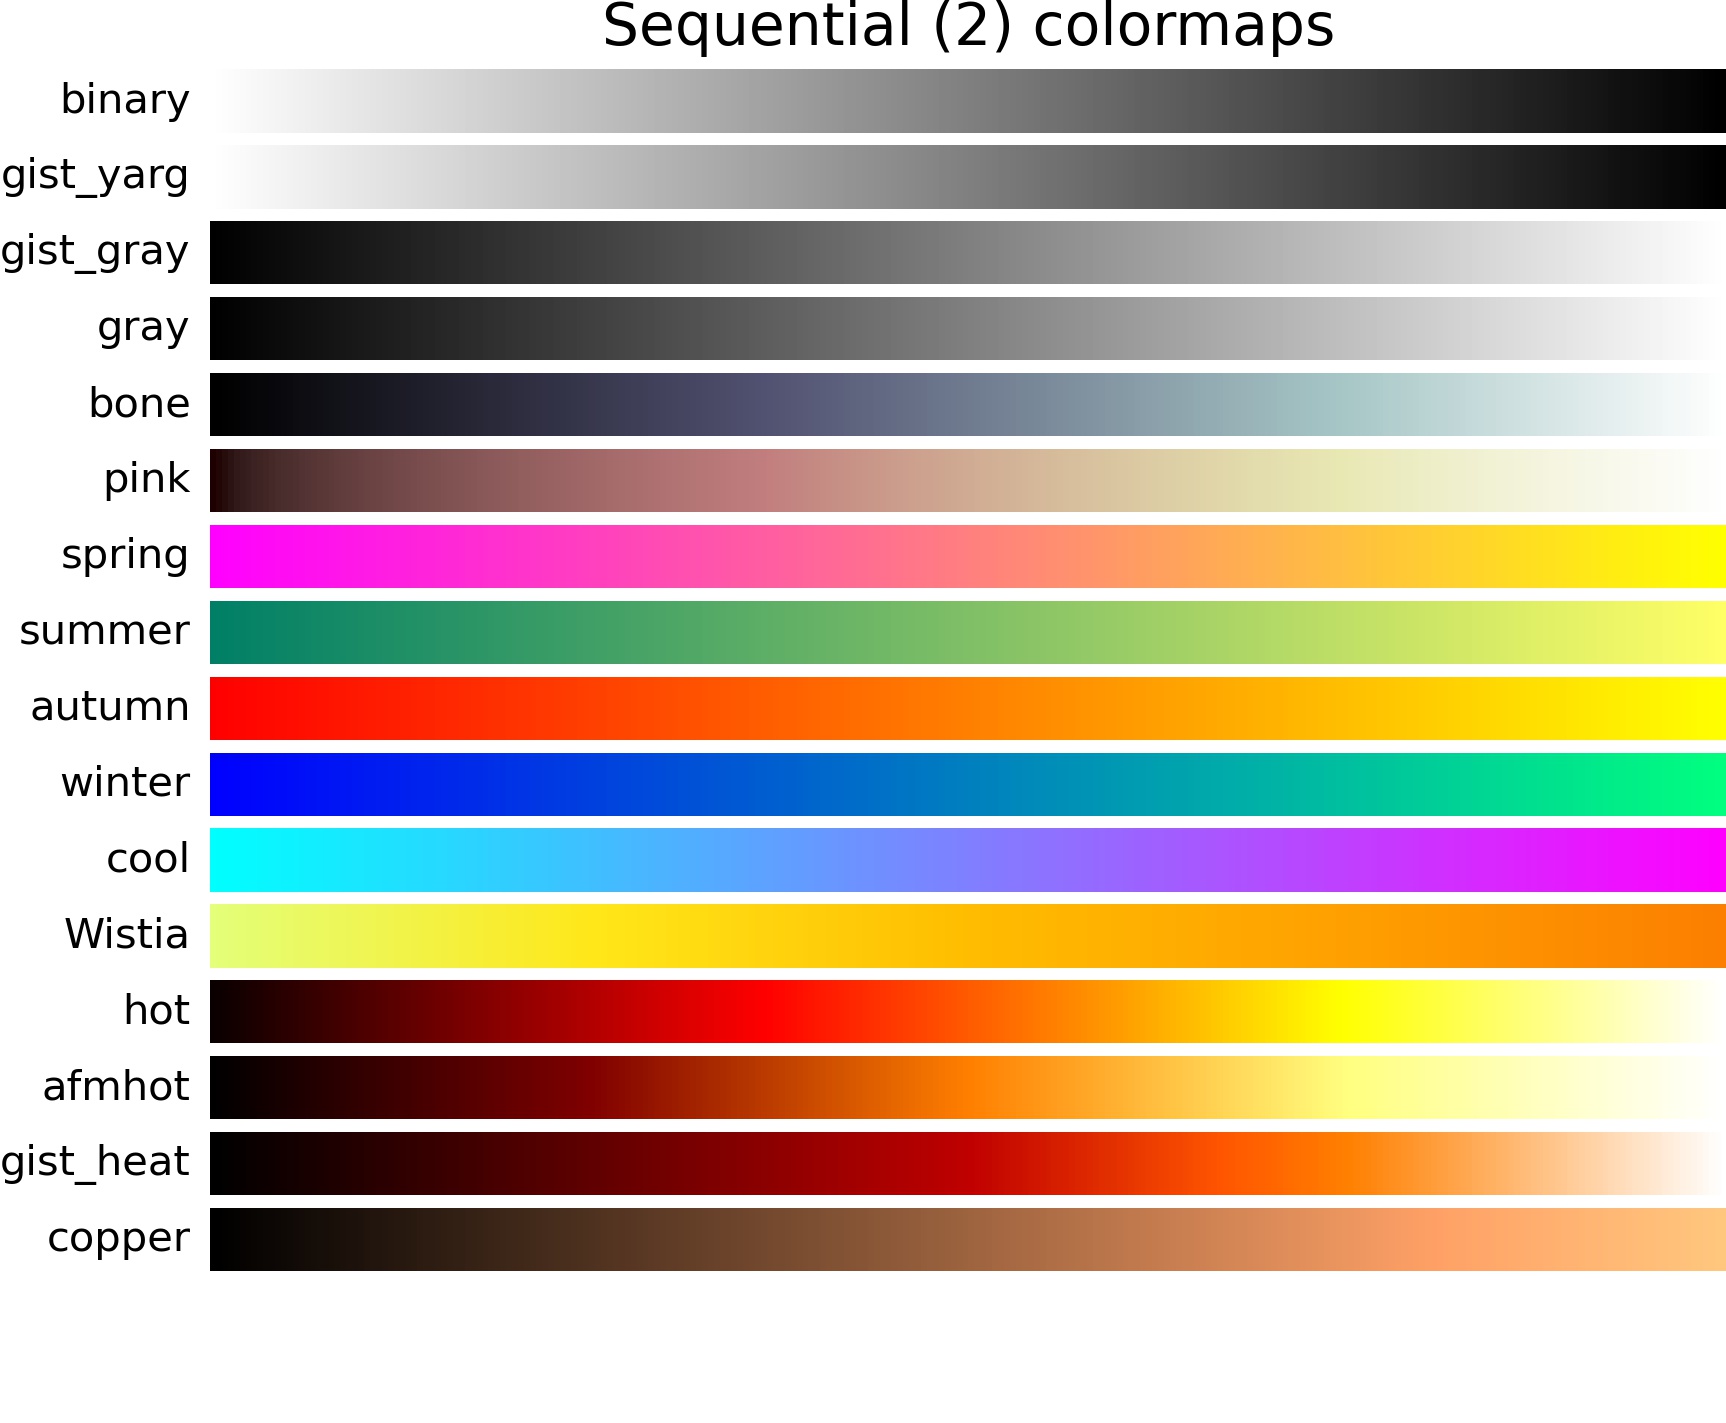 Sequential (2) colormaps
binary
gist_yarg
gist_gray
gray
bone
pink
spring
summer
autumn
winter
cool
Wistia
hot
afmhot
gist_heat
copper